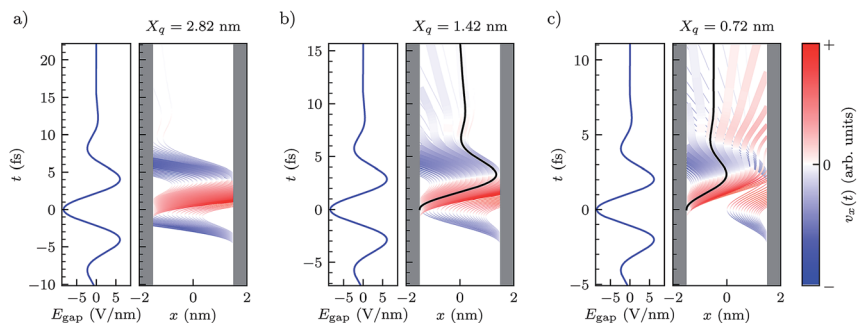 a)
X_q = 2.82 nm
t (fs)
20
15
10
5
0
−5
−10
−5 0 5
E_gap (V/nm)
−2 0 2
x (nm)
b)
X_q = 1.42 nm
t (fs)
15
10
5
0
−5
−5 0 5
E_gap (V/nm)
−2 0 2
x (nm)
c)
X_q = 0.72 nm
t (fs)
10
5
0
−5
−5 0 5
E_gap (V/nm)
−2 0 2
x (nm)
+
0
−
v_x(t) (arb. units)